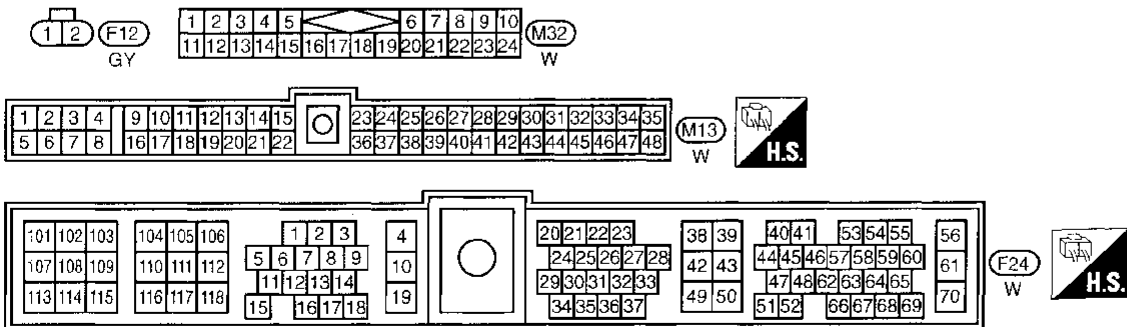 1 2 3 4 5 6 7 8 9 10
1 2 F12 11 12 13 14 15 16 17 18 19 20 21 22 23 24 M32
GY W
1 2 3 4 9 10 11 12 13 14 15 23 24 25 26 27 28 29 30 31 32 33 34 35
5 6 7 8 16 17 18 19 20 21 22 36 37 38 39 40 41 42 43 44 45 46 47 48 M13
W H.S.
101 102 103 104 105 106 1 2 3 4 20 21 22 23 38 39 40 41 53 54 55 56
107 108 109 110 111 112 5 6 7 8 9 10 24 25 26 27 28 42 43 44 45 46 57 58 59 60 61 F24
11 12 13 14 29 30 31 32 33 47 48 62 63 64 65 W
113 114 115 116 117 118 15 16 17 18 19 34 35 36 37 49 50 51 52 66 67 68 69 70 H.S.